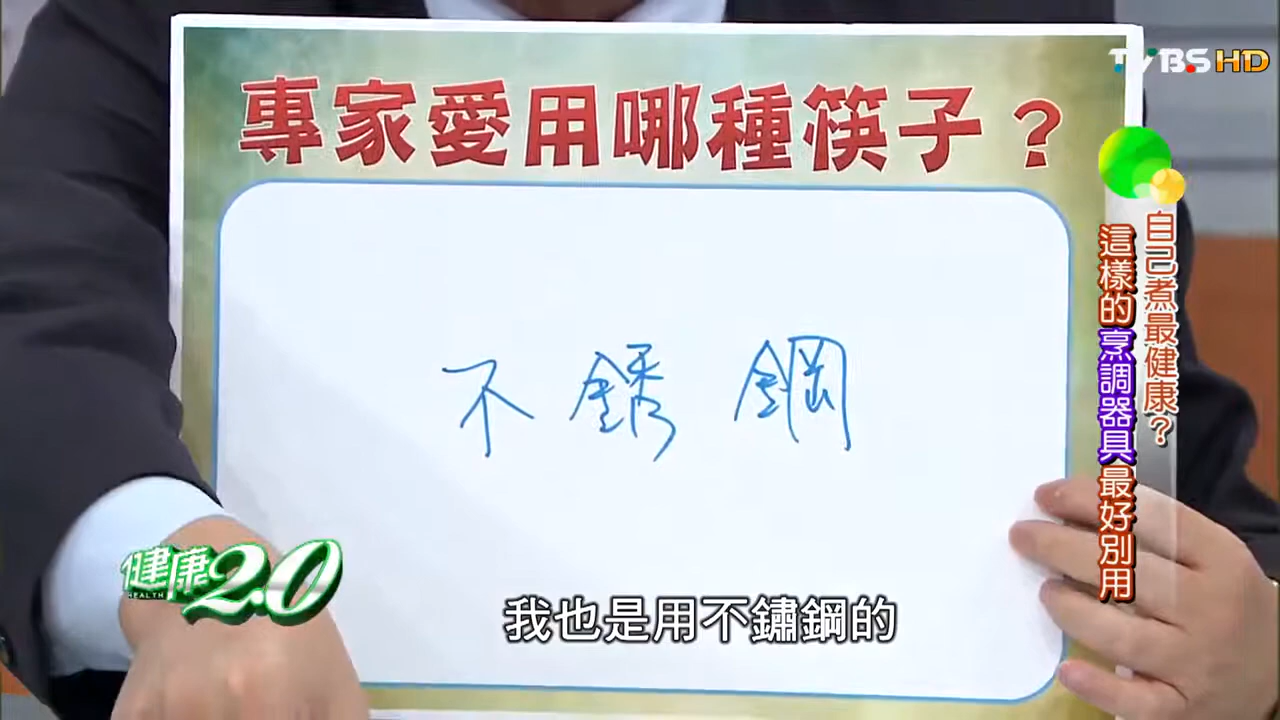 專家愛用哪種筷子？
不銹鋼
我也是用不鏽鋼的
TVBS HD
自己煮最健康？
這樣的烹調器具最好別用
健康2.0
HEALTH